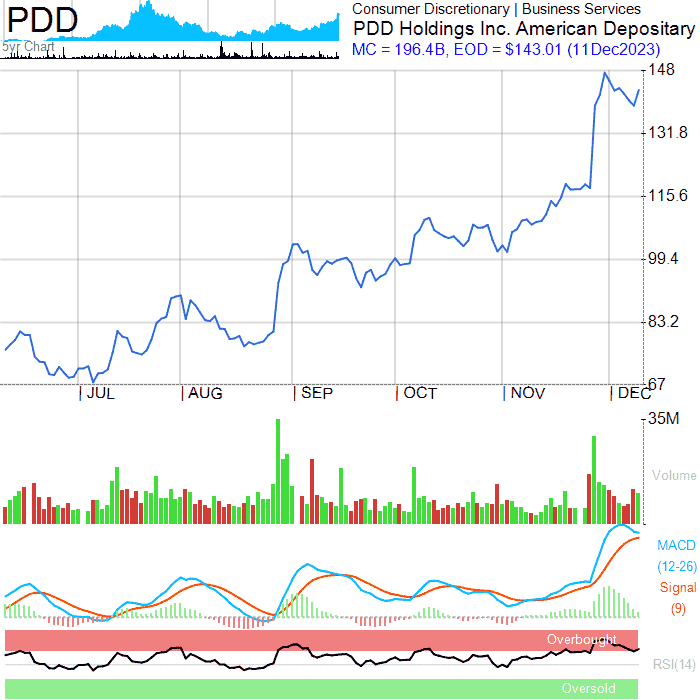 PDD
5yr Chart
Consumer Discretionary | Business Services
PDD Holdings Inc. American Depositary
MC = 196.4B, EOD = $143.01 (11Dec2023)
148
131.8
115.6
99.4
83.2
67
JUL
AUG
SEP
OCT
NOV
DEC
35M
Volume
MACD
(12-26)
Signal
(9)
Overbought
RSI(14)
Oversold